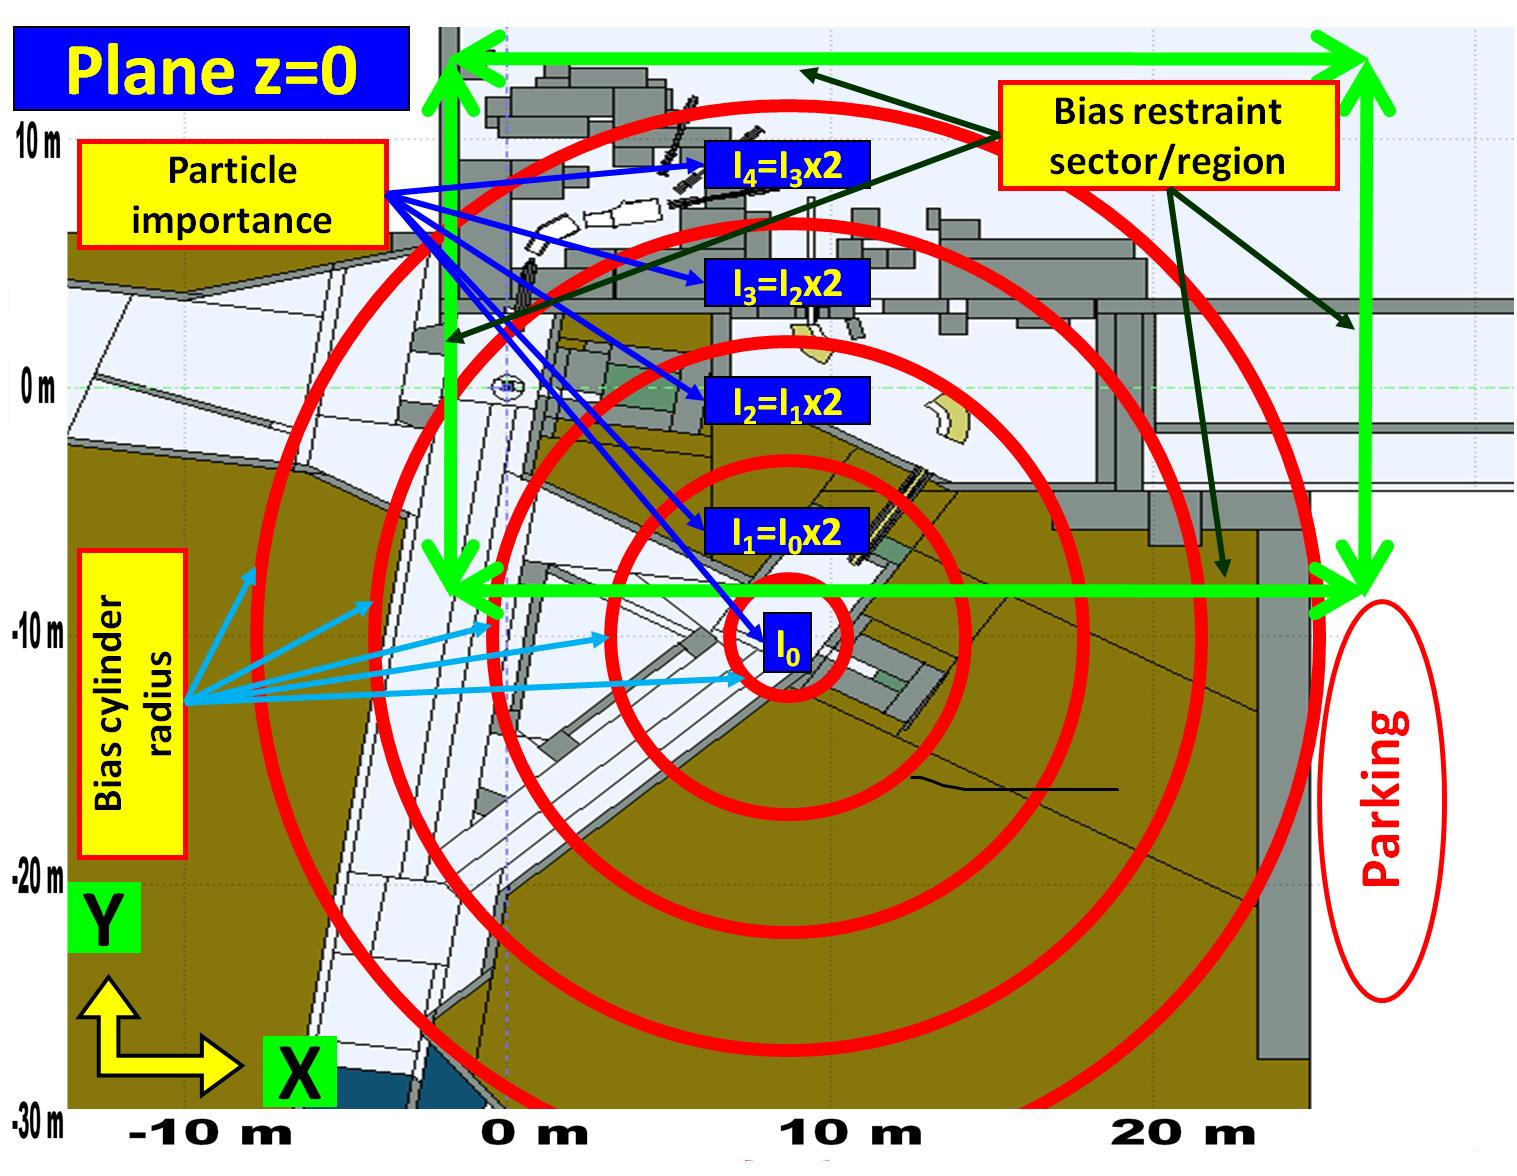 Plane z=0
Bias restraint
sector/region
10 m
Particle
importance
I₄=I₃x2
I₃=I₂x2
0 m
I₂=I₁x2
I₁=I₀x2
Bias cylinder
radius
-10 m
I₀
Parking
-20 m
Y
X
-30 m
-10 m
0 m
10 m
20 m